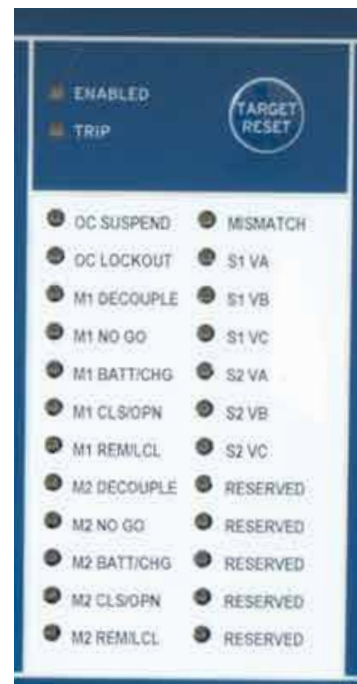 ENABLED
TRIP
TARGET
RESET
OC SUSPEND
OC LOCKOUT
M1 DECOUPLE
M1 NO GO
M1 BATT/CHG
M1 CLS/OPN
M1 REM/LCL
M2 DECOUPLE
M2 NO GO
M2 BATT/CHG
M2 CLS/OPN
M2 REM/LCL
MISMATCH
S1 VA
S1 VB
S1 VC
S2 VA
S2 VB
S2 VC
RESERVED
RESERVED
RESERVED
RESERVED
RESERVED